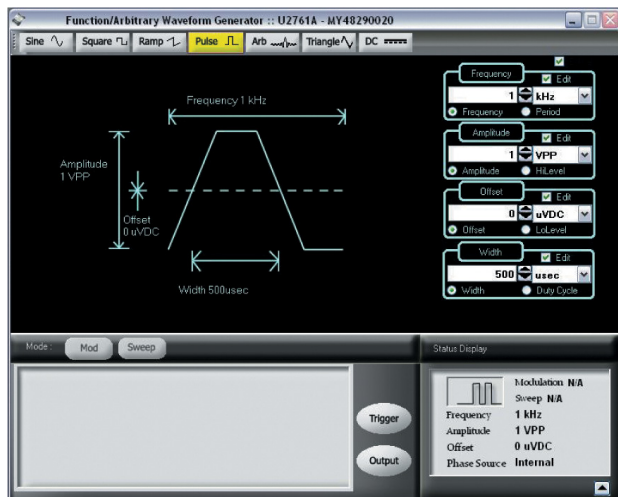 Function/Arbitrary Waveform Generator :: U2761A - MY48290020
Sine Square Ramp Pulse Arb Triangle DC
Frequency 1 kHz
Amplitude
1 VPP
Offset
0 uVDC
Width 500usec
Frequency
Edit
1 kHz
Frequency Period
Amplitude
Edit
1 VPP
Amplitude HiLevel
Offset
Edit
0 uVDC
Offset LoLevel
Width
Edit
500 usec
Width Duty Cycle
Mode : Mod Sweep
Trigger
Output
Status Display
Modulation N/A
Sweep N/A
Frequency 1 kHz
Amplitude 1 VPP
Offset 0 uVDC
Phase Source Internal